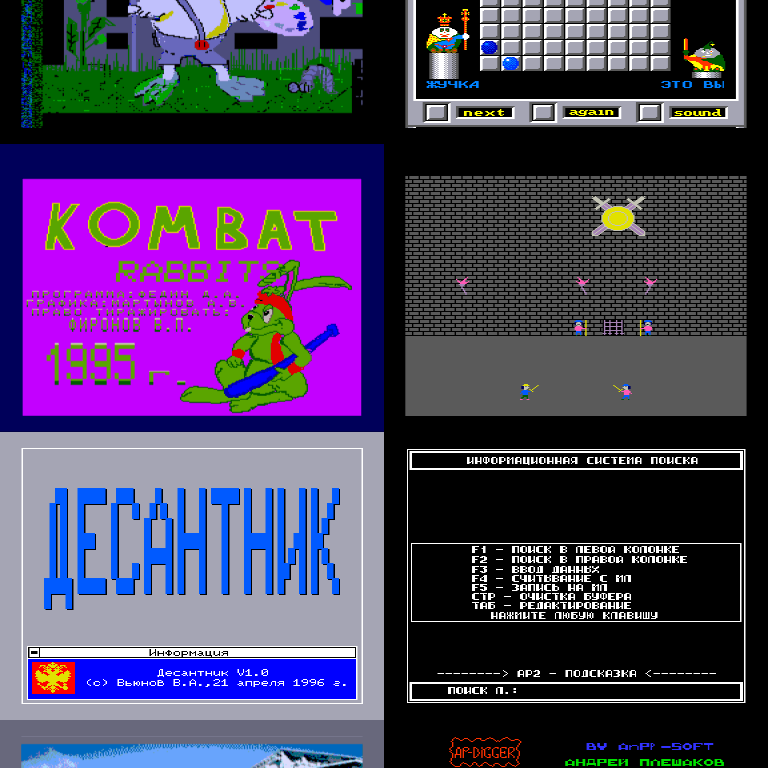 ЖУЧКА
ЭТО ВЫ
next
again
sound
KOMBAT
RABBITS
ФИРОНОВ В.П.
1995 г.
ДЕСАНТНИК
Информация
Десантник V1.0
(c) Вьюнов В.А.,21 апреля 1996 г.
ИНФОРМАЦИОННАЯ СИСТЕМА ПОИСКА
F1 - ПОИСК В ЛЕВОЙ КОЛОНКЕ
F2 - ПОИСК В ПРАВОЙ КОЛОНКЕ
F3 - ВВОД ДАННЫХ
F4 - СЧИТЫВАНИЕ С МЛ
F5 - ЗАПИСЬ НА МЛ
СТР - ОЧИСТКА БУФЕРА
ТАБ - РЕДАКТИРОВАНИЕ
НАЖМИТЕ ЛЮБУЮ КЛАВИШУ
--------> АР2 - ПОДСКАЗКА <--------
ПОИСК Л.:
AP-DIGGER
АНДРЕЙ ПЛЕШАКОВ